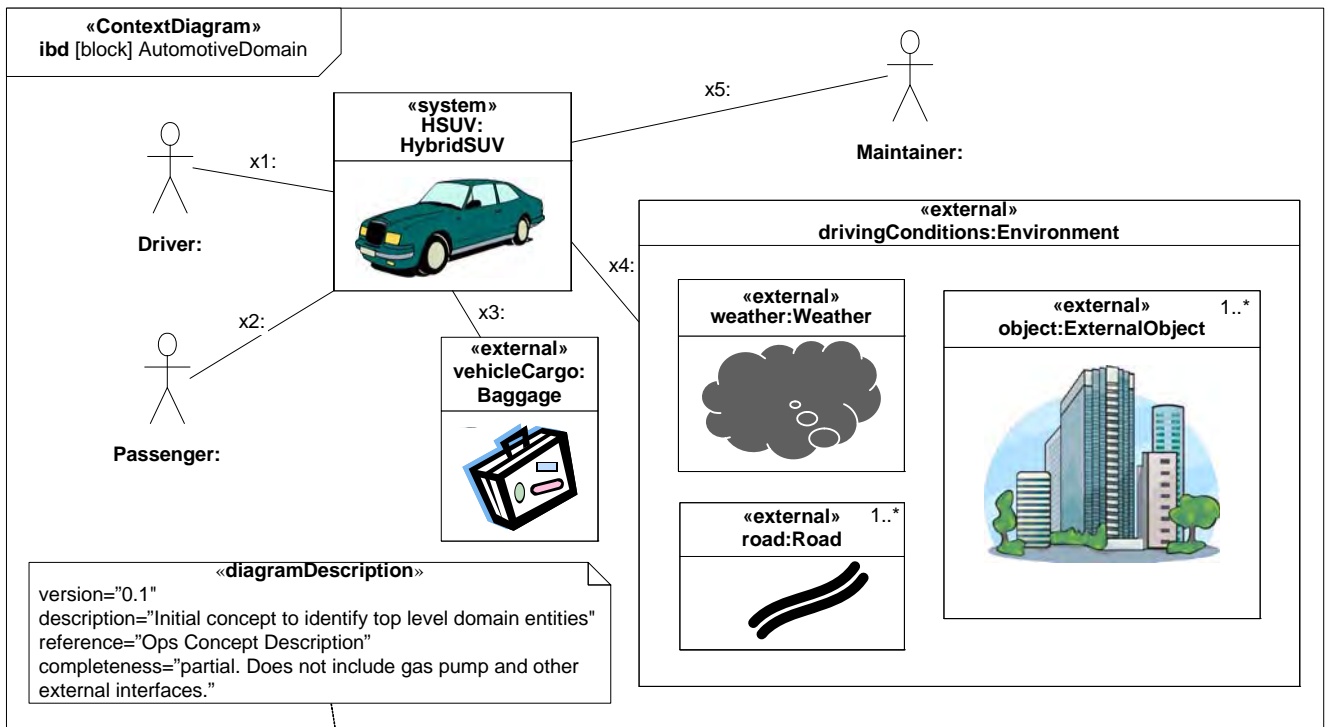 «ContextDiagram»
ibd [block] AutomotiveDomain
x5:
«system»
HSUV:
HybridSUV
x1:
Maintainer:
Driver:
«external»
drivingConditions:Environment
x4:
«external»
weather:Weather
«external» 1..*
object:ExternalObject
x2:
x3:
«external»
vehicleCargo:
Baggage
Passenger:
«external» 1..*
road:Road
«diagramDescription»
version=”0.1"
description=”Initial concept to identify top level domain entities"
reference=”Ops Concept Description”
completeness=”partial. Does not include gas pump and other
external interfaces.”